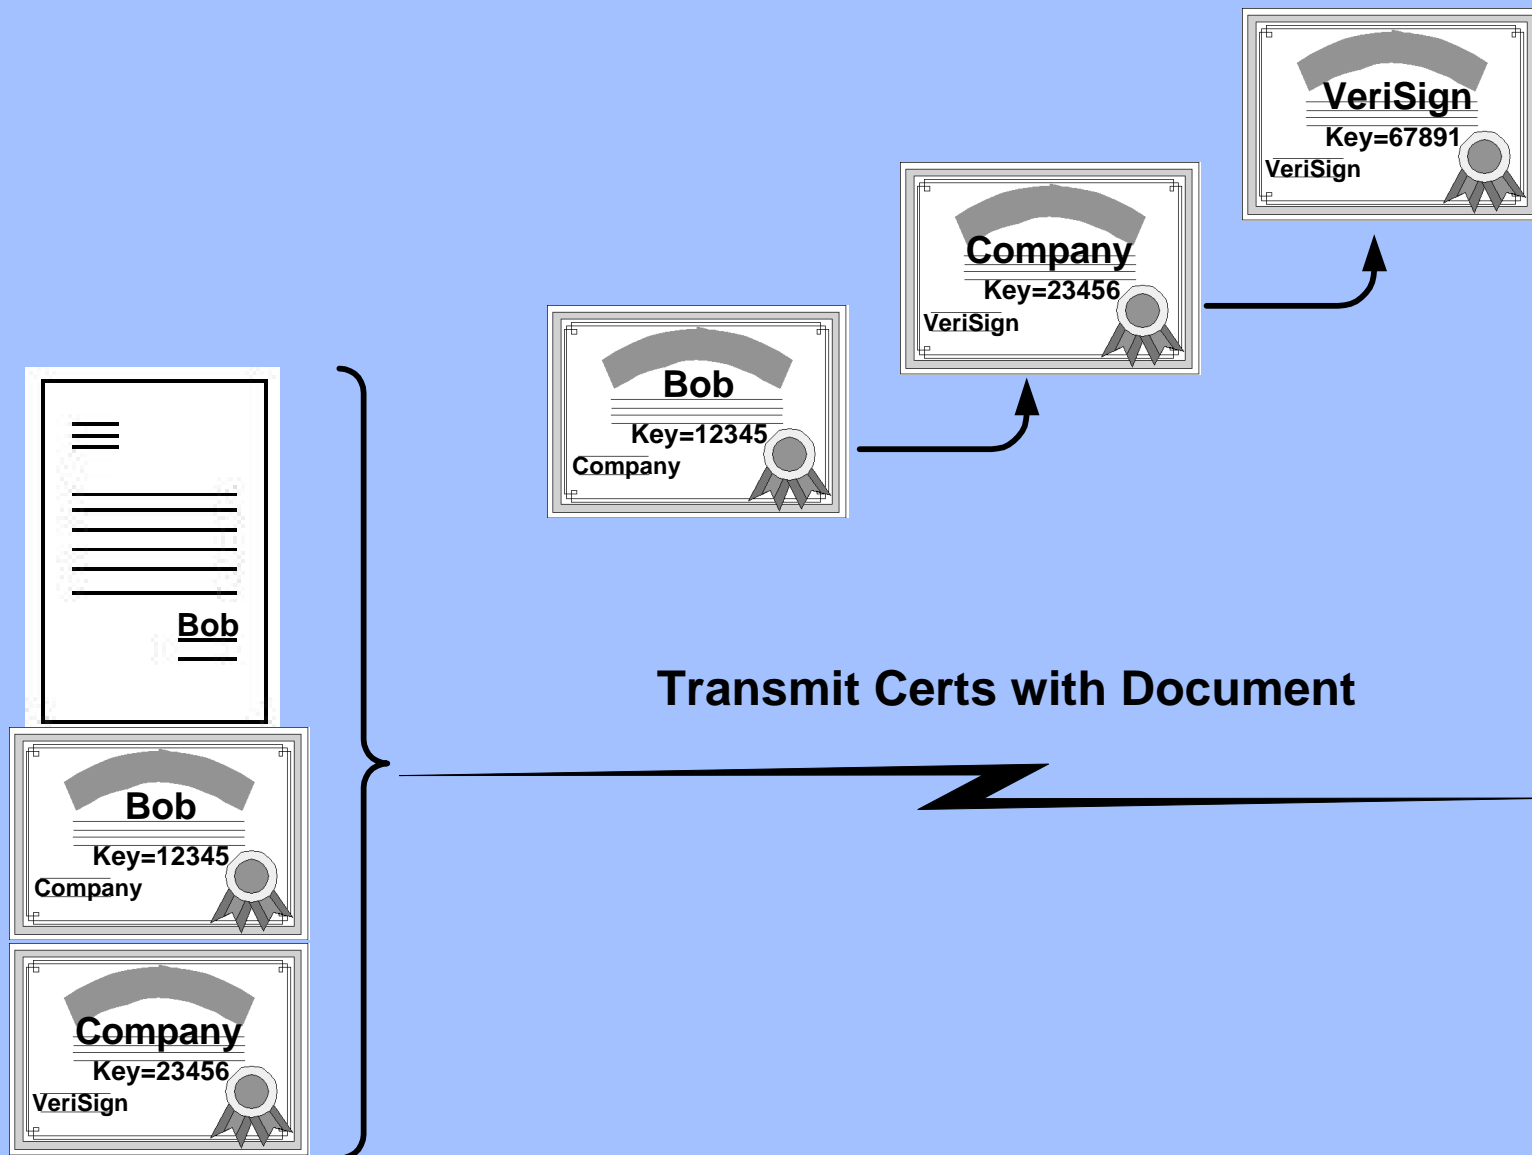 VeriSign
Key=67891
VeriSign
Company
Key=23456
VeriSign
Bob
Key=12345
Company
Bob
Transmit Certs with Document
Bob
Key=12345
Company
Company
Key=23456
VeriSign